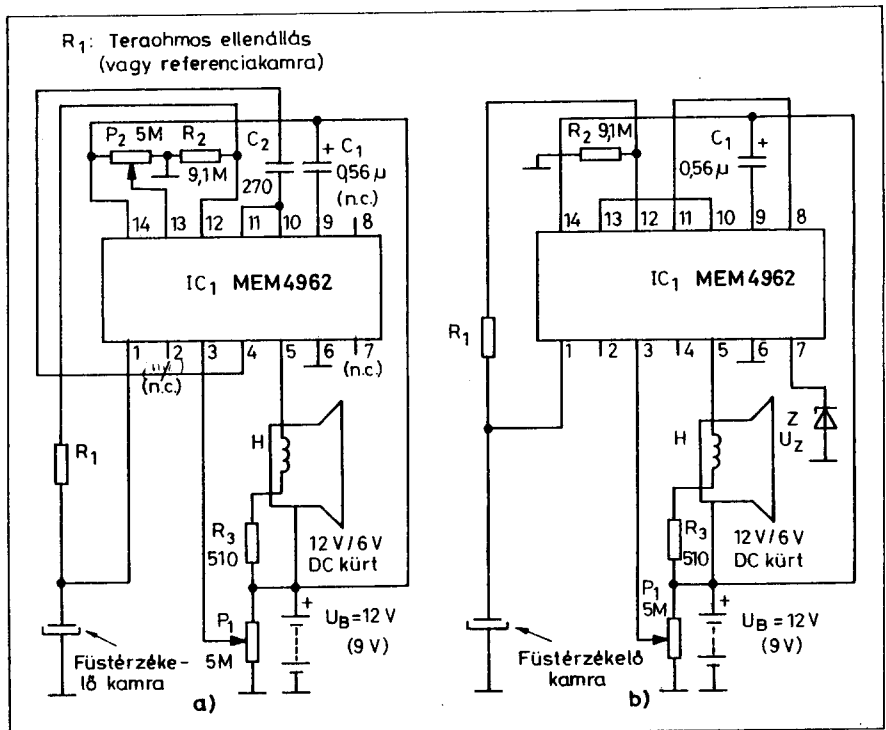 R1: Teraohmos ellenállás
(vagy referenciakamra)
P2 5M
R2
9,1M
C2
270
+ C1
0,56µ
(n.c.)
14 13 12 11 10 9 8
IC1 MEM4962
1 2 3 4 5 6 7
(n.c.)
(n.c.)
R1
H
R3
510
12 V/6 V
DC kürt
P1
5M
+
UB=12V
(9V)
Füstérzéke-
lő kamra
a)
R2 9,1M
C1 +
0,56µ
14 13 12 11 10 9 8
IC1 MEM4962
1 2 3 4 5 6 7
R1
H
Z
UZ
R3
510
12 V/6 V
DC kürt
P1
5M
+
UB=12V
(9V)
Füstérzékelő
kamra
b)